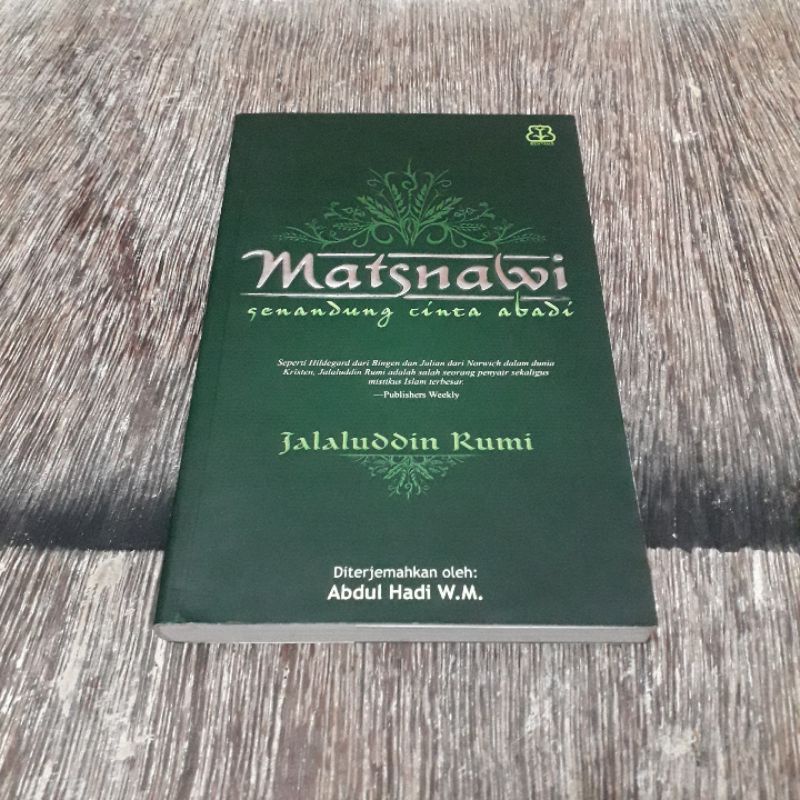 Matsnawi
senandung cinta abadi
Seperti Hildegard dari Bingen dan Julian dari Norwich dalam dunia
Kristen, Jalaluddin Rumi adalah salah seorang penyair sekaligus
mistikus Islam terbesar.
—Publishers Weekly
Jalaluddin Rumi
Diterjemahkan oleh:
Abdul Hadi W.M.